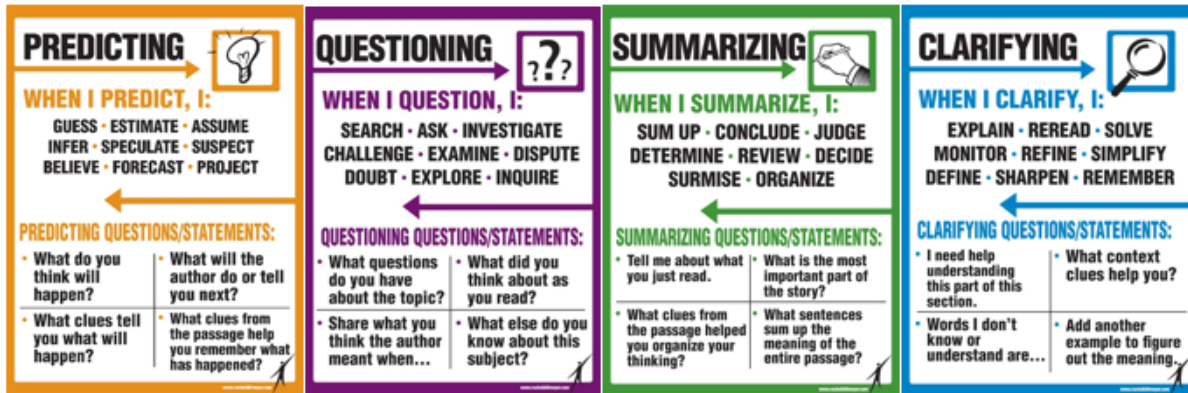 PREDICTING
WHEN I PREDICT, I:
GUESS • ESTIMATE • ASSUME
INFER • SPECULATE • SUSPECT
BELIEVE • FORECAST • PROJECT
PREDICTING QUESTIONS/STATEMENTS:
• What do you
think will
happen?
• What will the
author do or tell
you next?
• What clues tell
you what will
happen?
• What clues from
the passage help
you remember what
has happened?
QUESTIONING
???
WHEN I QUESTION, I:
SEARCH • ASK • INVESTIGATE
CHALLENGE • EXAMINE • DISPUTE
DOUBT • EXPLORE • INQUIRE
QUESTIONING QUESTIONS/STATEMENTS:
• What questions
do you have
about the topic?
• What did you
think about as
you read?
• Share what you
think the author
meant when...
• What else do you
know about this
subject?
SUMMARIZING
WHEN I SUMMARIZE, I:
SUM UP • CONCLUDE • JUDGE
DETERMINE • REVIEW • DECIDE
SURMISE • ORGANIZE
SUMMARIZING QUESTIONS/STATEMENTS:
• Tell me about what
you just read.
• What is the most
important part of
the story?
• What clues from
the passage helped
you organize your
thinking?
• What sentences
sum up the
meaning of the
entire passage?
CLARIFYING
WHEN I CLARIFY, I:
EXPLAIN • REREAD • SOLVE
MONITOR • REFINE • SIMPLIFY
DEFINE • SHARPEN • REMEMBER
CLARIFYING QUESTIONS/STATEMENTS:
• I need help
understanding
this part of this
section.
• What context
clues help you?
• Words I don't
know or
understand are...
• Add another
example to figure
out the meaning.